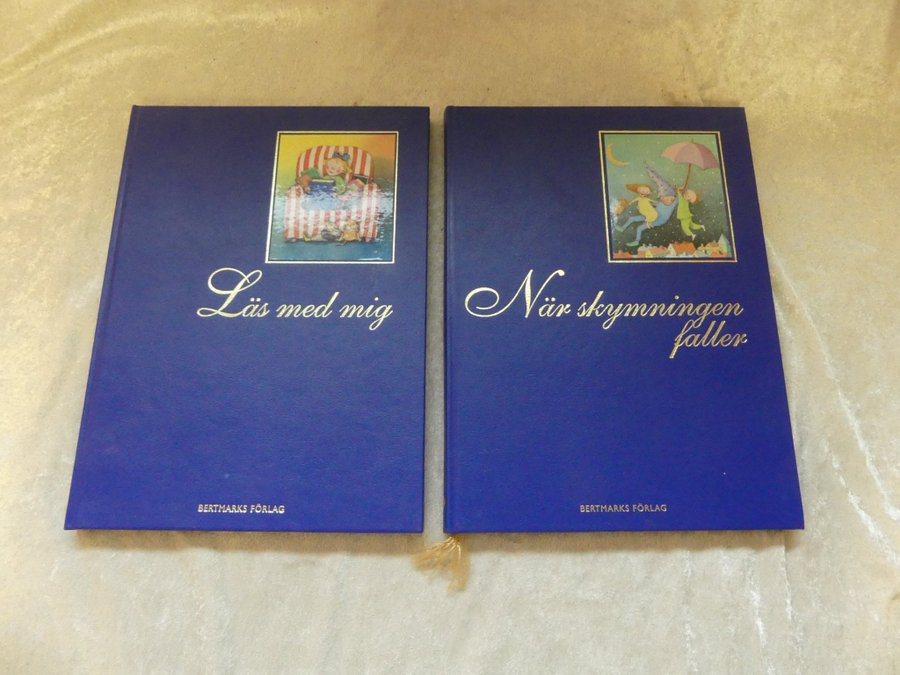 Läs med mig
BERTMARKS FÖRLAG
När skymningen
faller
BERTMARKS FÖRLAG